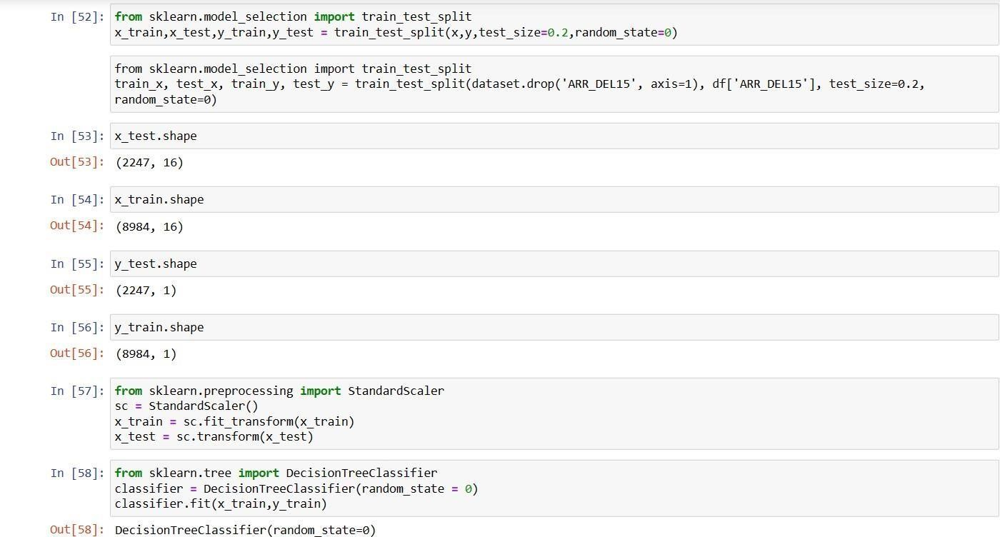 In [52]: from sklearn.model_selection import train_test_split
x_train,x_test,y_train,y_test = train_test_split(x,y,test_size=0.2,random_state=0)
from sklearn.model_selection import train_test_split
train_x, test_x, train_y, test_y = train_test_split(dataset.drop('ARR_DEL15', axis=1), df['ARR_DEL15'], test_size=0.2,
random_state=0)
In [53]: x_test.shape
Out[53]: (2247, 16)
In [54]: x_train.shape
Out[54]: (8984, 16)
In [55]: y_test.shape
Out[55]: (2247, 1)
In [56]: y_train.shape
Out[56]: (8984, 1)
In [57]: from sklearn.preprocessing import StandardScaler
sc = StandardScaler()
x_train = sc.fit_transform(x_train)
x_test = sc.transform(x_test)
In [58]: from sklearn.tree import DecisionTreeClassifier
classifier = DecisionTreeClassifier(random_state = 0)
classifier.fit(x_train,y_train)
Out[58]: DecisionTreeClassifier(random_state=0)